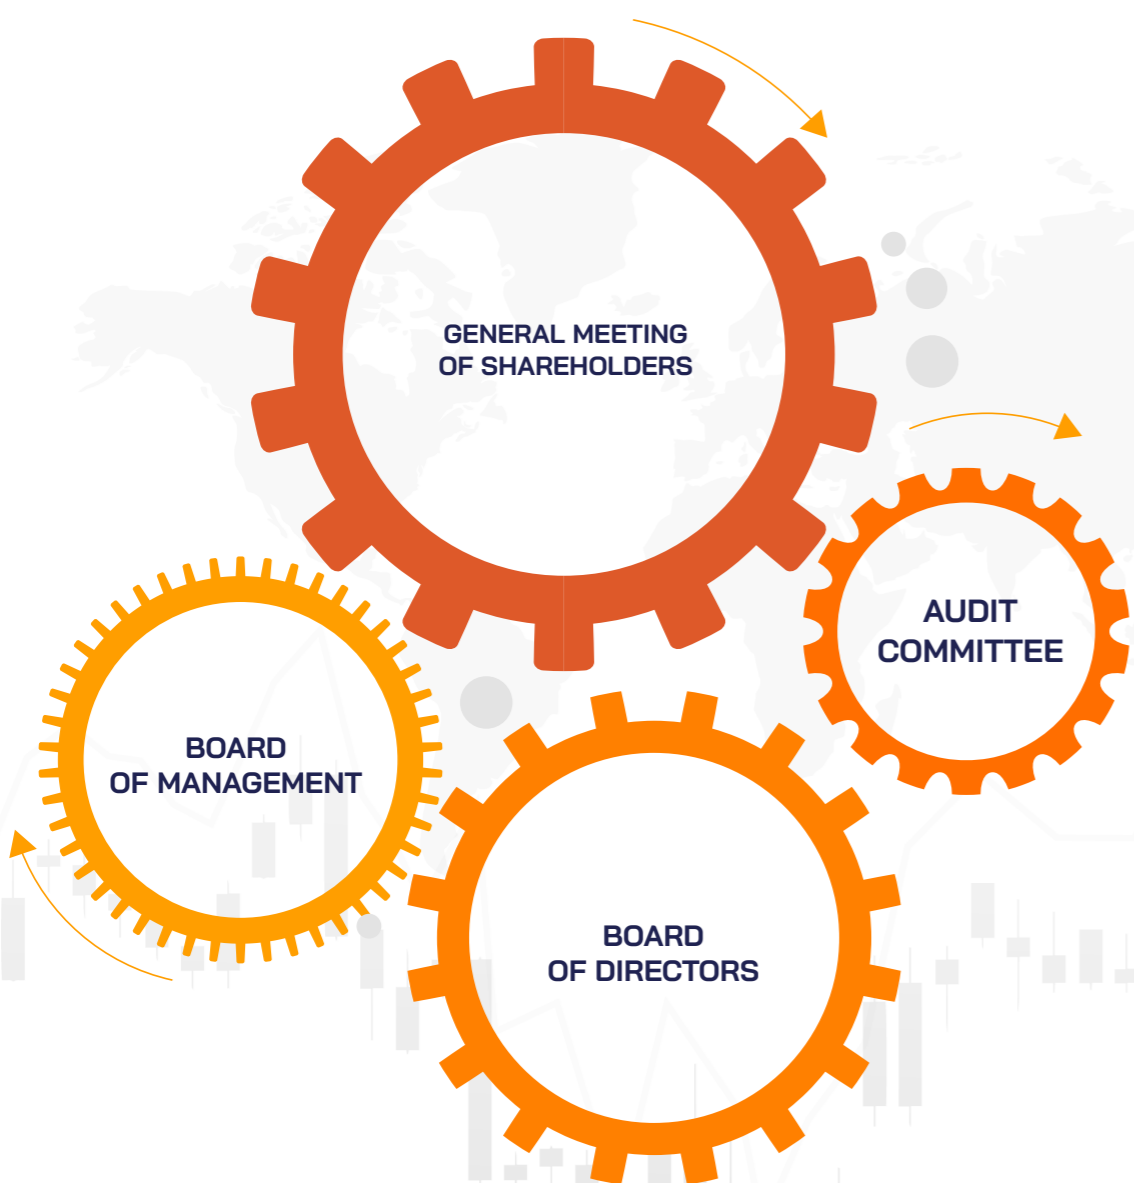 GENERAL MEETING
OF SHAREHOLDERS
AUDIT
COMMITTEE
BOARD
OF MANAGEMENT
BOARD
OF DIRECTORS